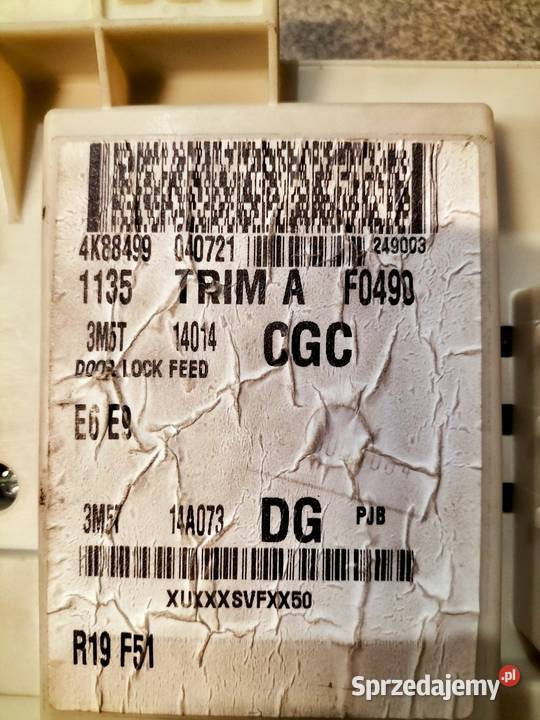 4K88499 040721 249003
1135 TRIM A F0490
3M5T 14014 CGC
DOOR LOCK FEED
E6 E9
3M5T 14A073 DG PJB
XUXXXSVFXX50
R19 F51
Sprzedajemy.pl